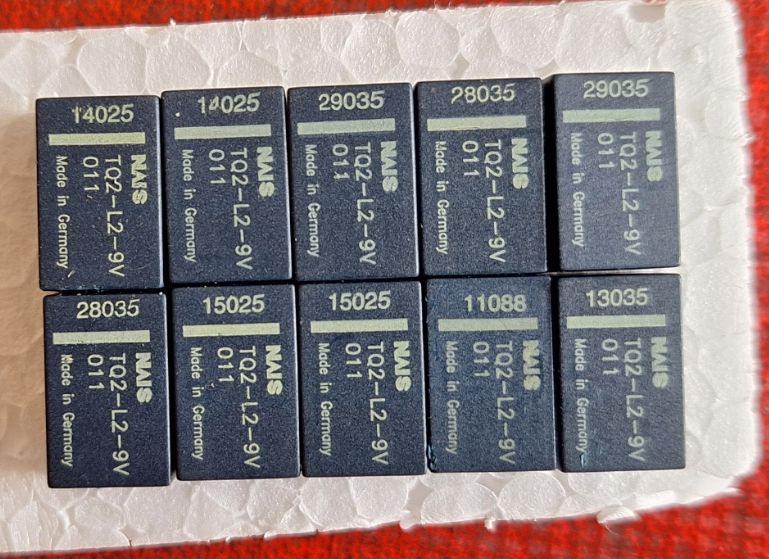 14025
NAIS
TQ2-L2-9V
011
Made in Germany
14025
NAIS
TQ2-L2-9V
011
Made in Germany
29035
NAIS
TQ2-L2-9V
011
Made in Germany
28035
NAIS
TQ2-L2-9V
011
Made in Germany
29035
NAIS
TQ2-L2-9V
011
Made in Germany
28035
NAIS
TQ2-L2-9V
011
Made in Germany
15025
NAIS
TQ2-L2-9V
011
Made in Germany
15025
NAIS
TQ2-L2-9V
011
Made in Germany
11088
NAIS
TQ2-L2-9V
011
Made in Germany
13035
NAIS
TQ2-L2-9V
011
Made in Germany